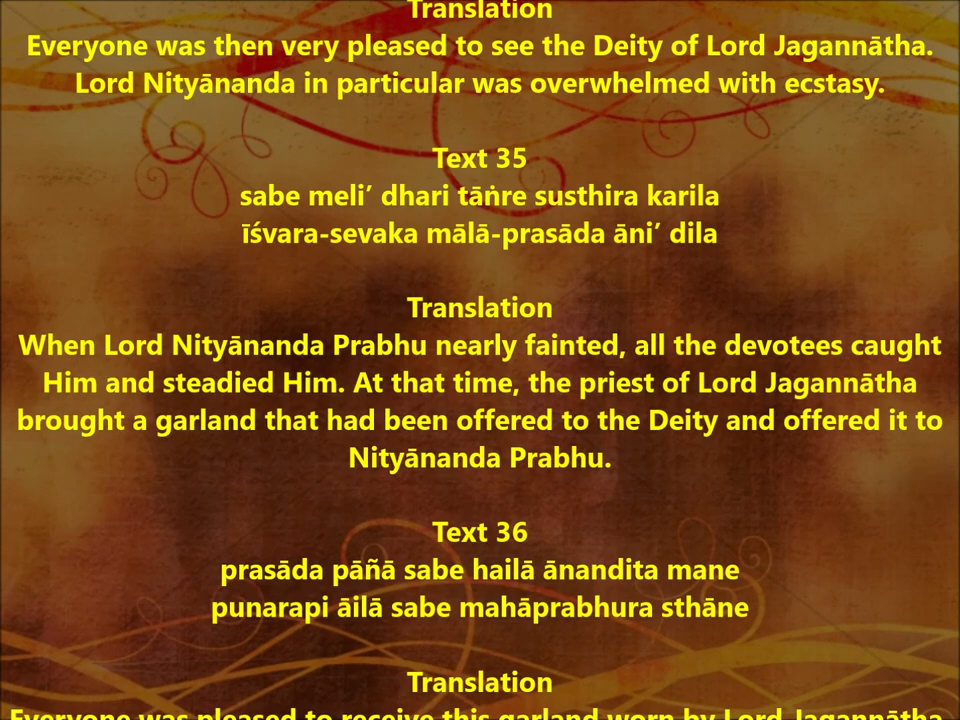 Translation
Everyone was then very pleased to see the Deity of Lord Jagannātha.
Lord Nityānanda in particular was overwhelmed with ecstasy.
Text 35
sabe meli’ dhari tāṅre susthira karila
īśvara-sevaka mālā-prasāda āni’ dila
Translation
When Lord Nityānanda Prabhu nearly fainted, all the devotees caught
Him and steadied Him. At that time, the priest of Lord Jagannātha
brought a garland that had been offered to the Deity and offered it to
Nityānanda Prabhu.
Text 36
prasāda pāñā sabe hailā ānandita mane
punarapi āilā sabe mahāprabhura sthāne
Translation
Everyone was pleased to receive this garland worn by Lord Jagannātha